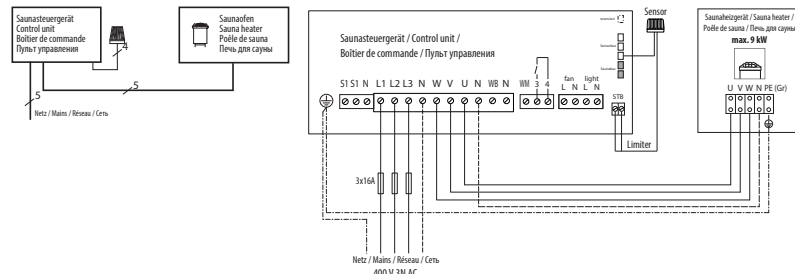 Saunasteuergerät
Control unit
Boîtier de commande
Пульт управления
4
Saunaofen
Sauna heater
Poêle de sauna
Печь для сауны
5
5
Netz / Mains / Réseau / Сеть
Saunasteuergerät / Control unit /
Boîtier de commande / Пульт управления
Sensor
S1 S1 N L1 L2 L3 N W V U N WB N WM 3 4
fan light
L N L N
STB
Limiter
3x16A
Netz / Mains / Réseau / Сеть
400 V 3N AC
Saunaheizgerät / Sauna heater /
Poêle de sauna / Печь для сауны
max. 9 kW
U V W N PE (Gr)